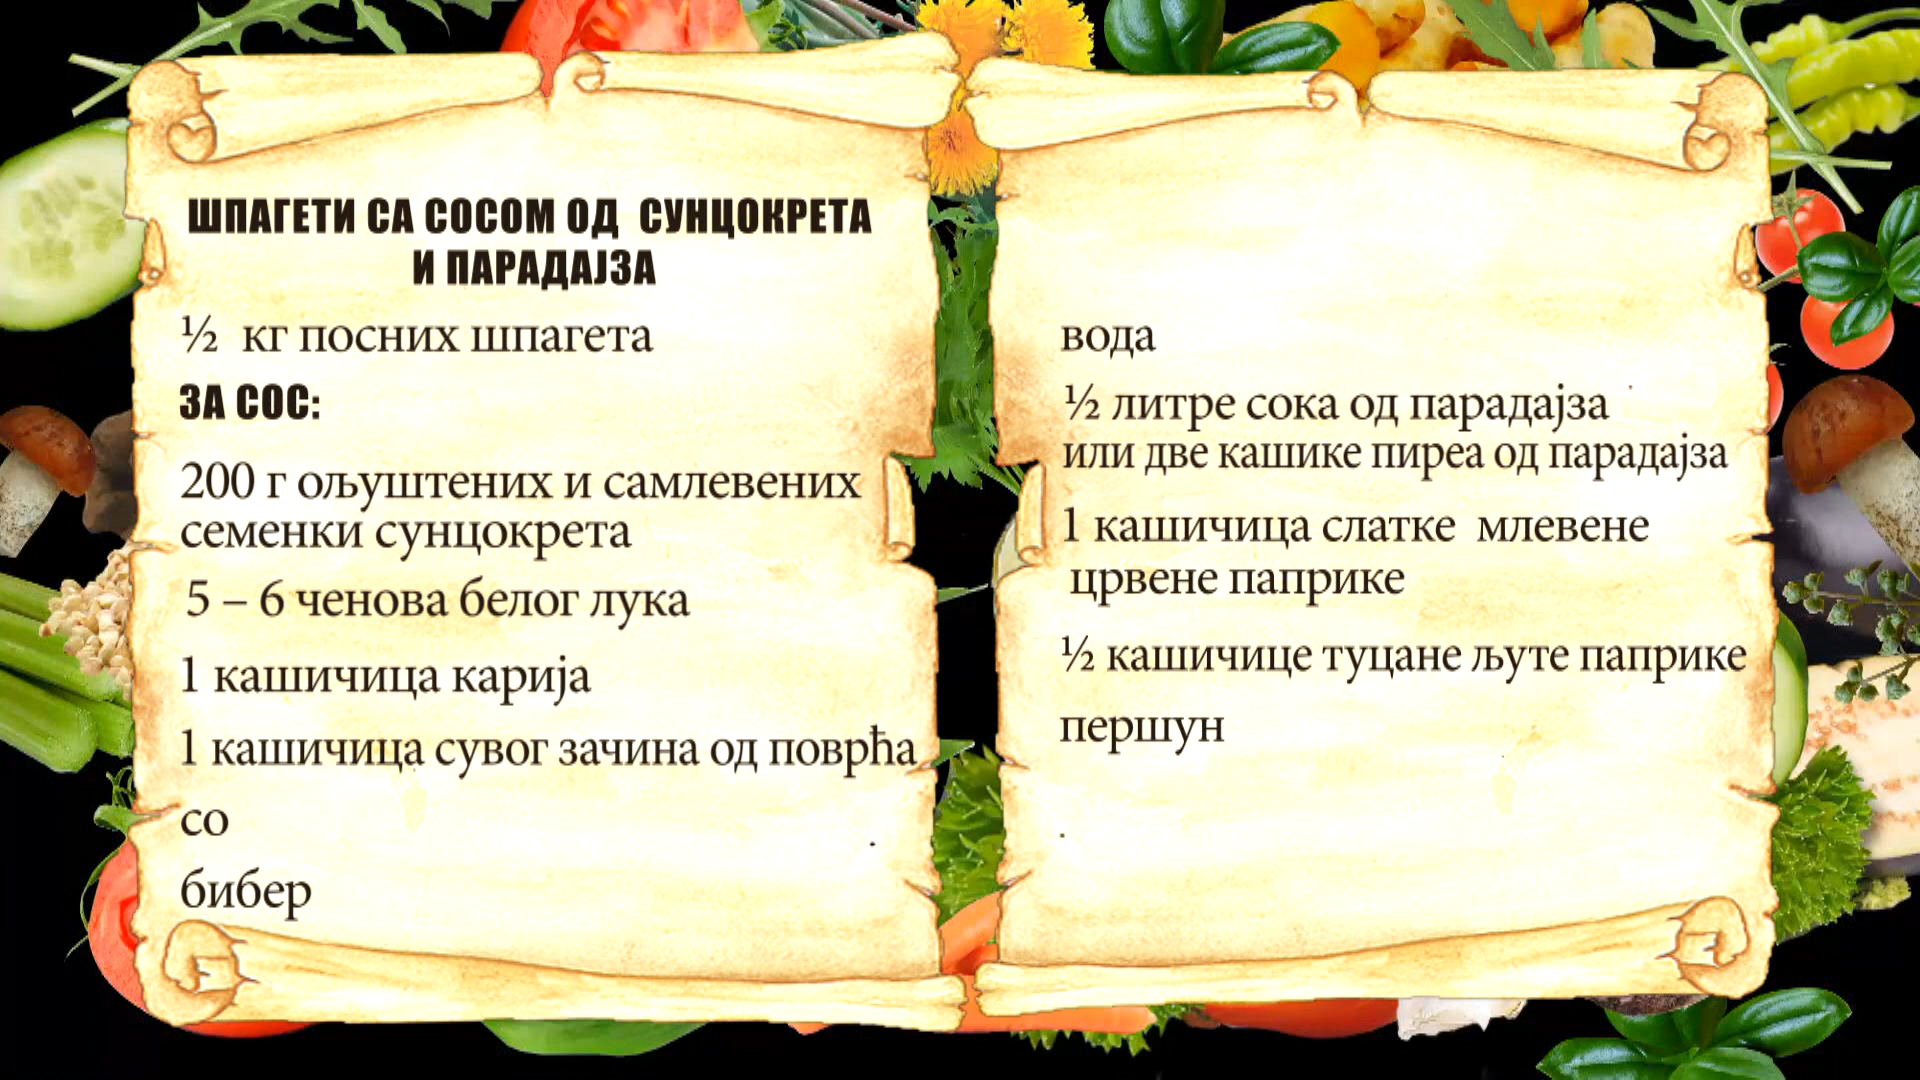 ШПАГЕТИ СА СОСОМ ОД СУНЦОКРЕТА
И ПАРАДАЈЗА
½ кг посних шпагета
ЗА СОС:
200 г ољуштених и самлевених
семенки сунцокрета
5 – 6 ченова белог лука
1 кашичица карија
1 кашичица сувог зачина од поврћа
со
бибер
вода
½ литре сока од парадајза
или две кашике пиреа од парадајза
1 кашичица слатке млевене
црвене паприке
½ кашичице туцане љуте паприке
першун